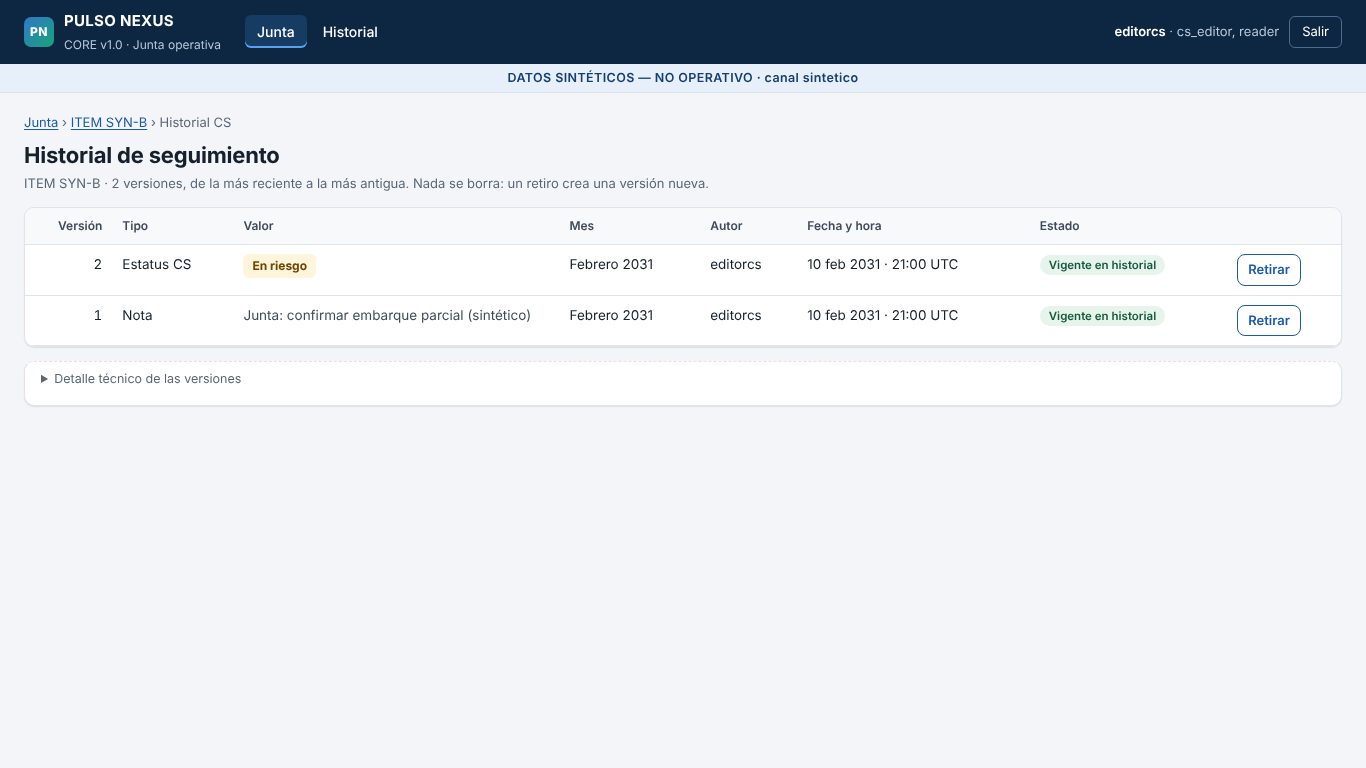 PN
PULSO NEXUS
CORE v1.0 · Junta operativa
Junta
Historial
editorcs · cs_editor, reader
Salir
DATOS SINTÉTICOS — NO OPERATIVO · canal sintetico
Junta › ITEM SYN-B › Historial CS
Historial de seguimiento
ITEM SYN-B · 2 versiones, de la más reciente a la más antigua. Nada se borra: un retiro crea una versión nueva.
Versión Tipo Valor Mes Autor Fecha y hora Estado
2 Estatus CS En riesgo Febrero 2031 editorcs 10 feb 2031 · 21:00 UTC Vigente en historial Retirar
1 Nota Junta: confirmar embarque parcial (sintético) Febrero 2031 editorcs 10 feb 2031 · 21:00 UTC Vigente en historial Retirar
Detalle técnico de las versiones